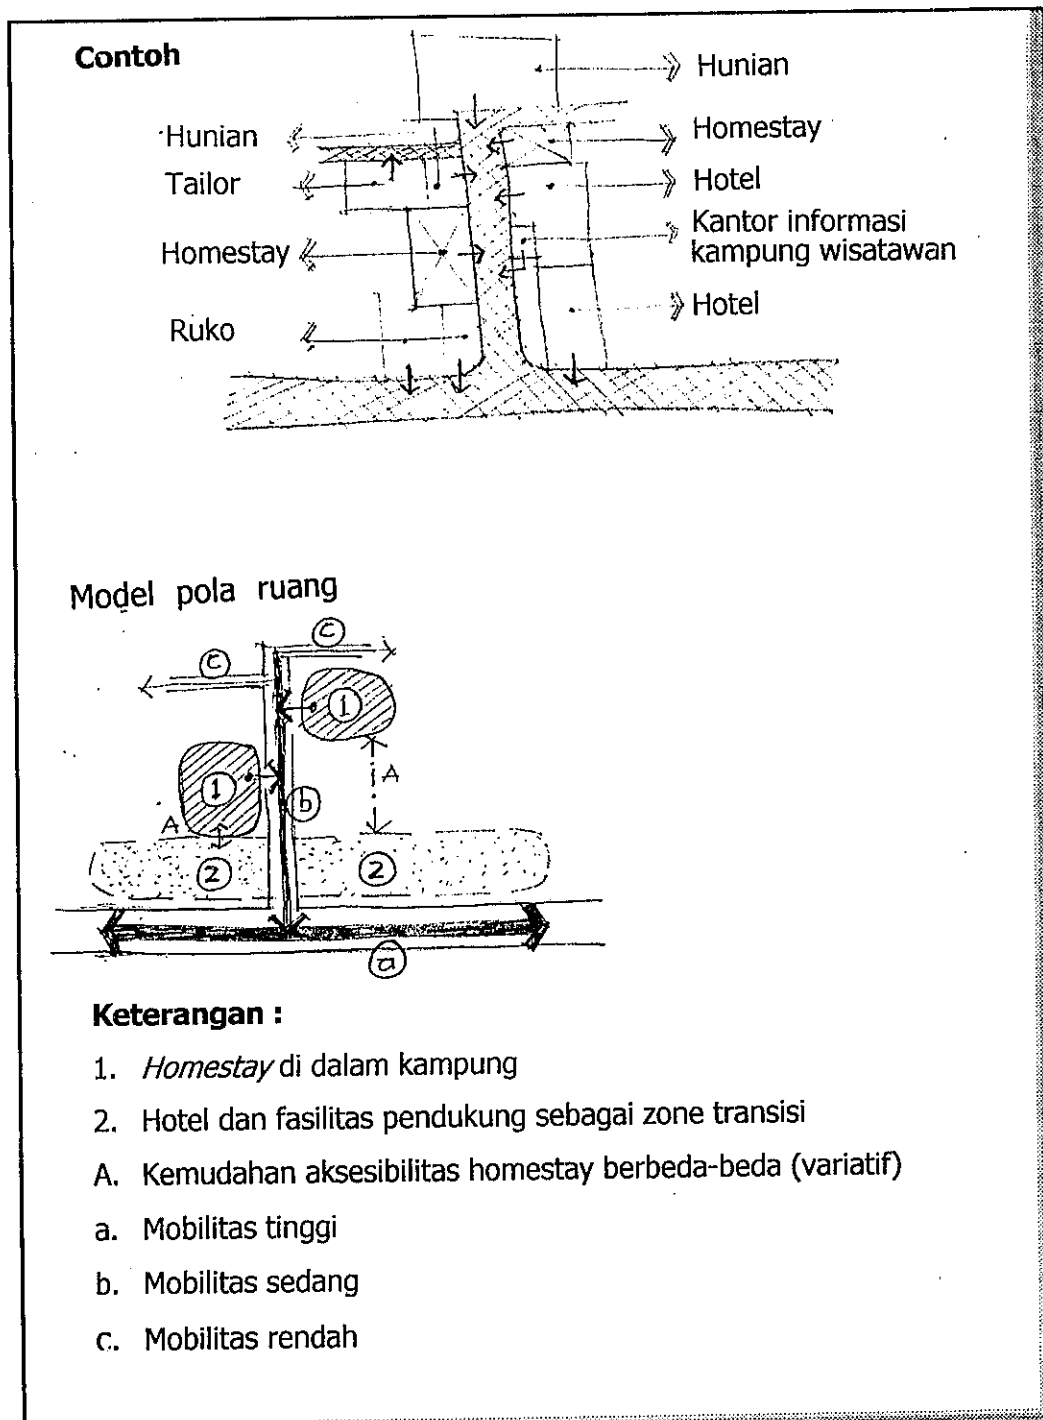 Contoh
Hunian
Hunian
Homestay
Tailor
Hotel
Homestay
Kantor informasi
kampung wisatawan
Ruko
Hotel
Model pola ruang
c
c
1
1
A
b
A
2
2
a
Keterangan :
1. Homestay di dalam kampung
2. Hotel dan fasilitas pendukung sebagai zone transisi
A. Kemudahan aksesibilitas homestay berbeda-beda (variatif)
a. Mobilitas tinggi
b. Mobilitas sedang
c. Mobilitas rendah